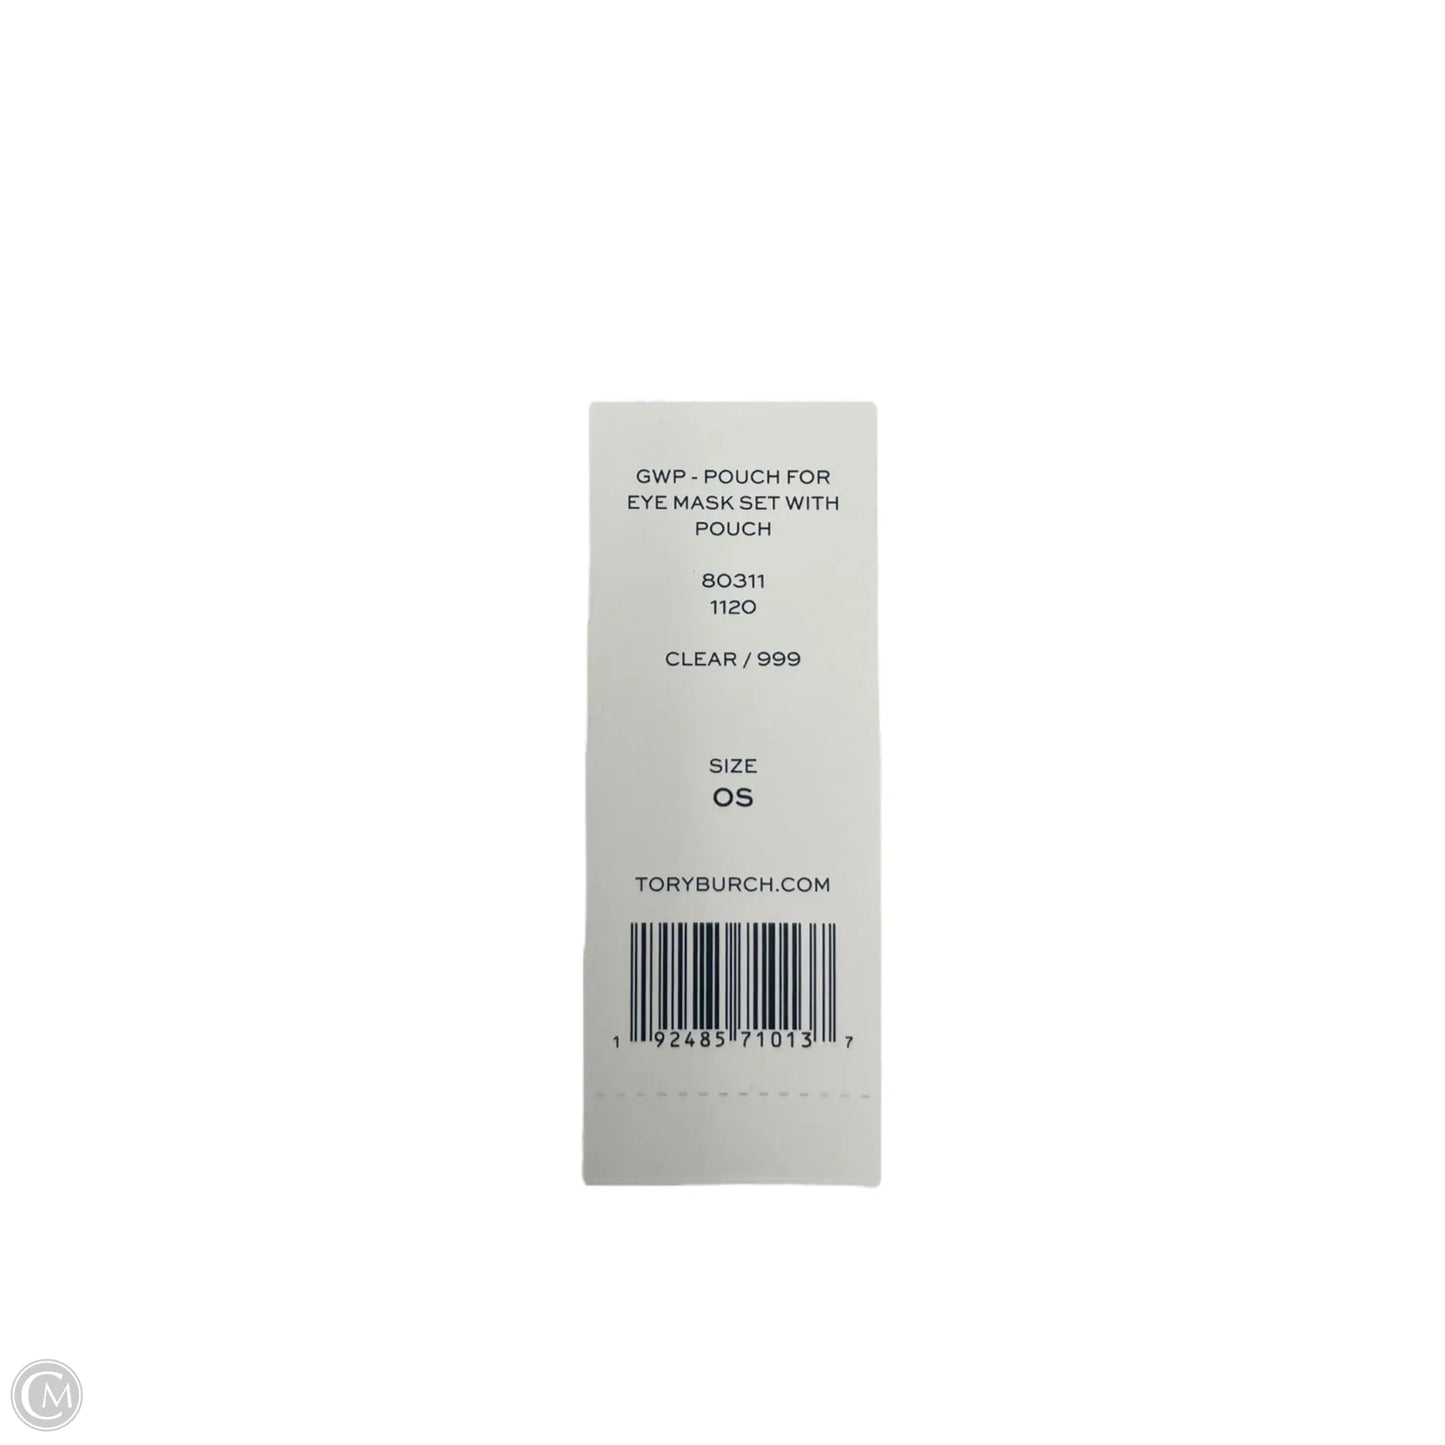 GWP - POUCH FOR
EYE MASK SET WITH
POUCH
80311
1120
CLEAR / 999
SIZE
OS
TORYBURCH.COM
1 92485 71013 7
CM